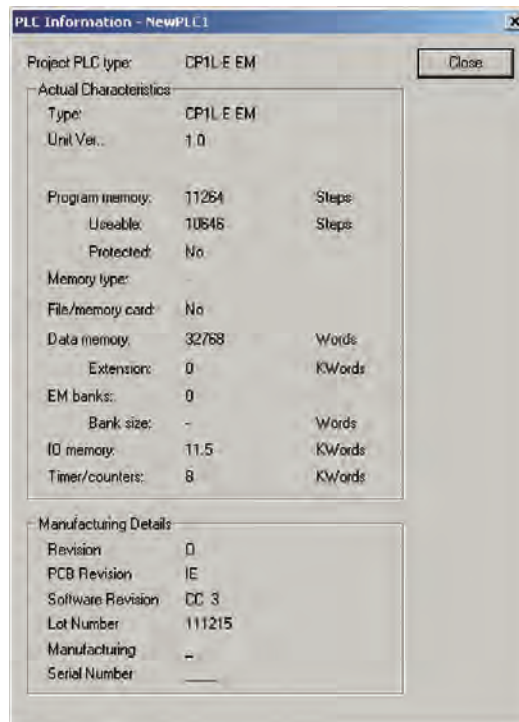 PLC Information - NewPLC1
Project PLC type: CP1L-E EM Close
Actual Characteristics
Type: CP1L-E EM
Unit Ver.: 1.0
Program memory: 11264 Steps
Useable: 10646 Steps
Protected: No
Memory type: -
File/memory card: No
Data memory: 32768 Words
Extension: 0 KWords
EM banks: 0
Bank size: - Words
IO memory: 11.5 KWords
Timer/counters: 8 KWords
Manufacturing Details
Revision
PCB Revision IE
Software Revision CC 3
Lot Number 111215
Manufacturing _
Serial Number ____